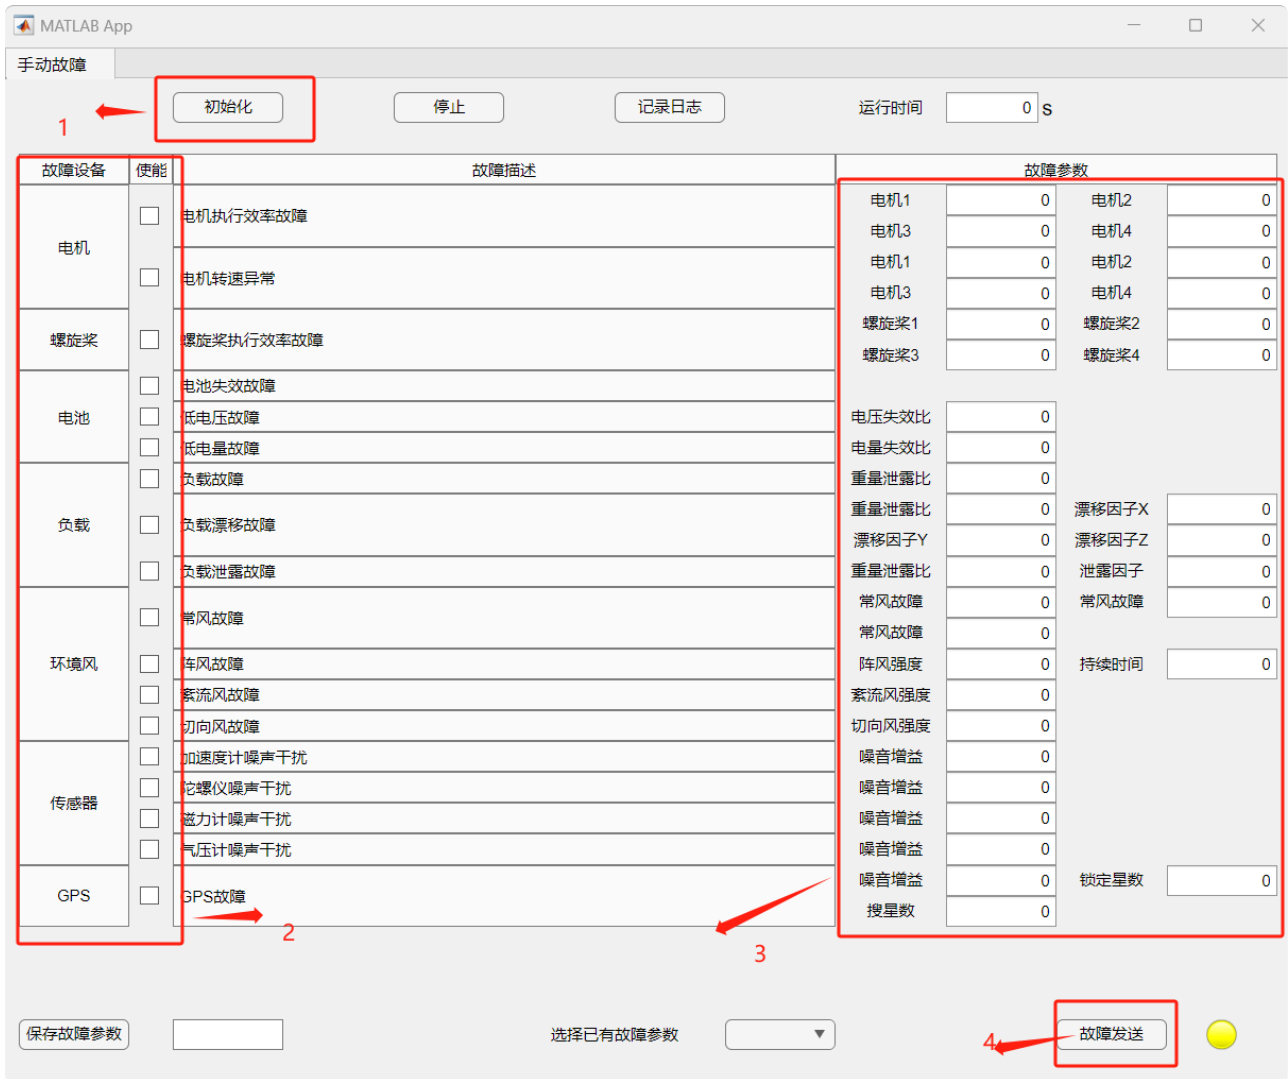 MATLAB App
手动故障
初始化 停止 记录日志 运行时间 0 s
1
故障设备 使能 故障描述 故障参数
电机 电机执行效率故障 电机1 0 电机2 0
电机3 0 电机4 0
电机转速异常 电机1 0 电机2 0
电机3 0 电机4 0
螺旋桨 螺旋桨执行效率故障 螺旋桨1 0 螺旋桨2 0
螺旋桨3 0 螺旋桨4 0
电池 电池失效故障
低电压故障 电压失效比 0
低电量故障 电量失效比 0
负载 负载故障 重量泄露比 0
负载漂移故障 重量泄露比 0 漂移因子X 0
漂移因子Y 0 漂移因子Z 0
负载泄露故障 重量泄露比 0 泄露因子 0
环境风 常风故障 常风故障 0 常风故障 0
常风故障 0
阵风故障 阵风强度 0 持续时间 0
紊流风故障 紊流风强度 0
切向风故障 切向风强度 0
传感器 加速度计噪声干扰 噪音增益 0
陀螺仪噪声干扰 噪音增益 0
磁力计噪声干扰 噪音增益 0
气压计噪声干扰 噪音增益 0
GPS GPS故障 噪音增益 0 锁定星数 0
搜星数 0
2
3
保存故障参数 选择已有故障参数 4 故障发送